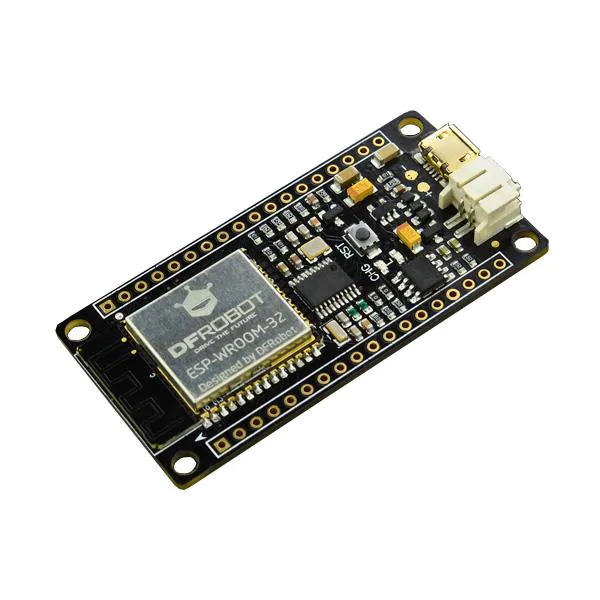 DFROBOT
DRIVE THE FUTURE
ESP-WROOM-32
Designed by DFRobot
RST
CHG
+